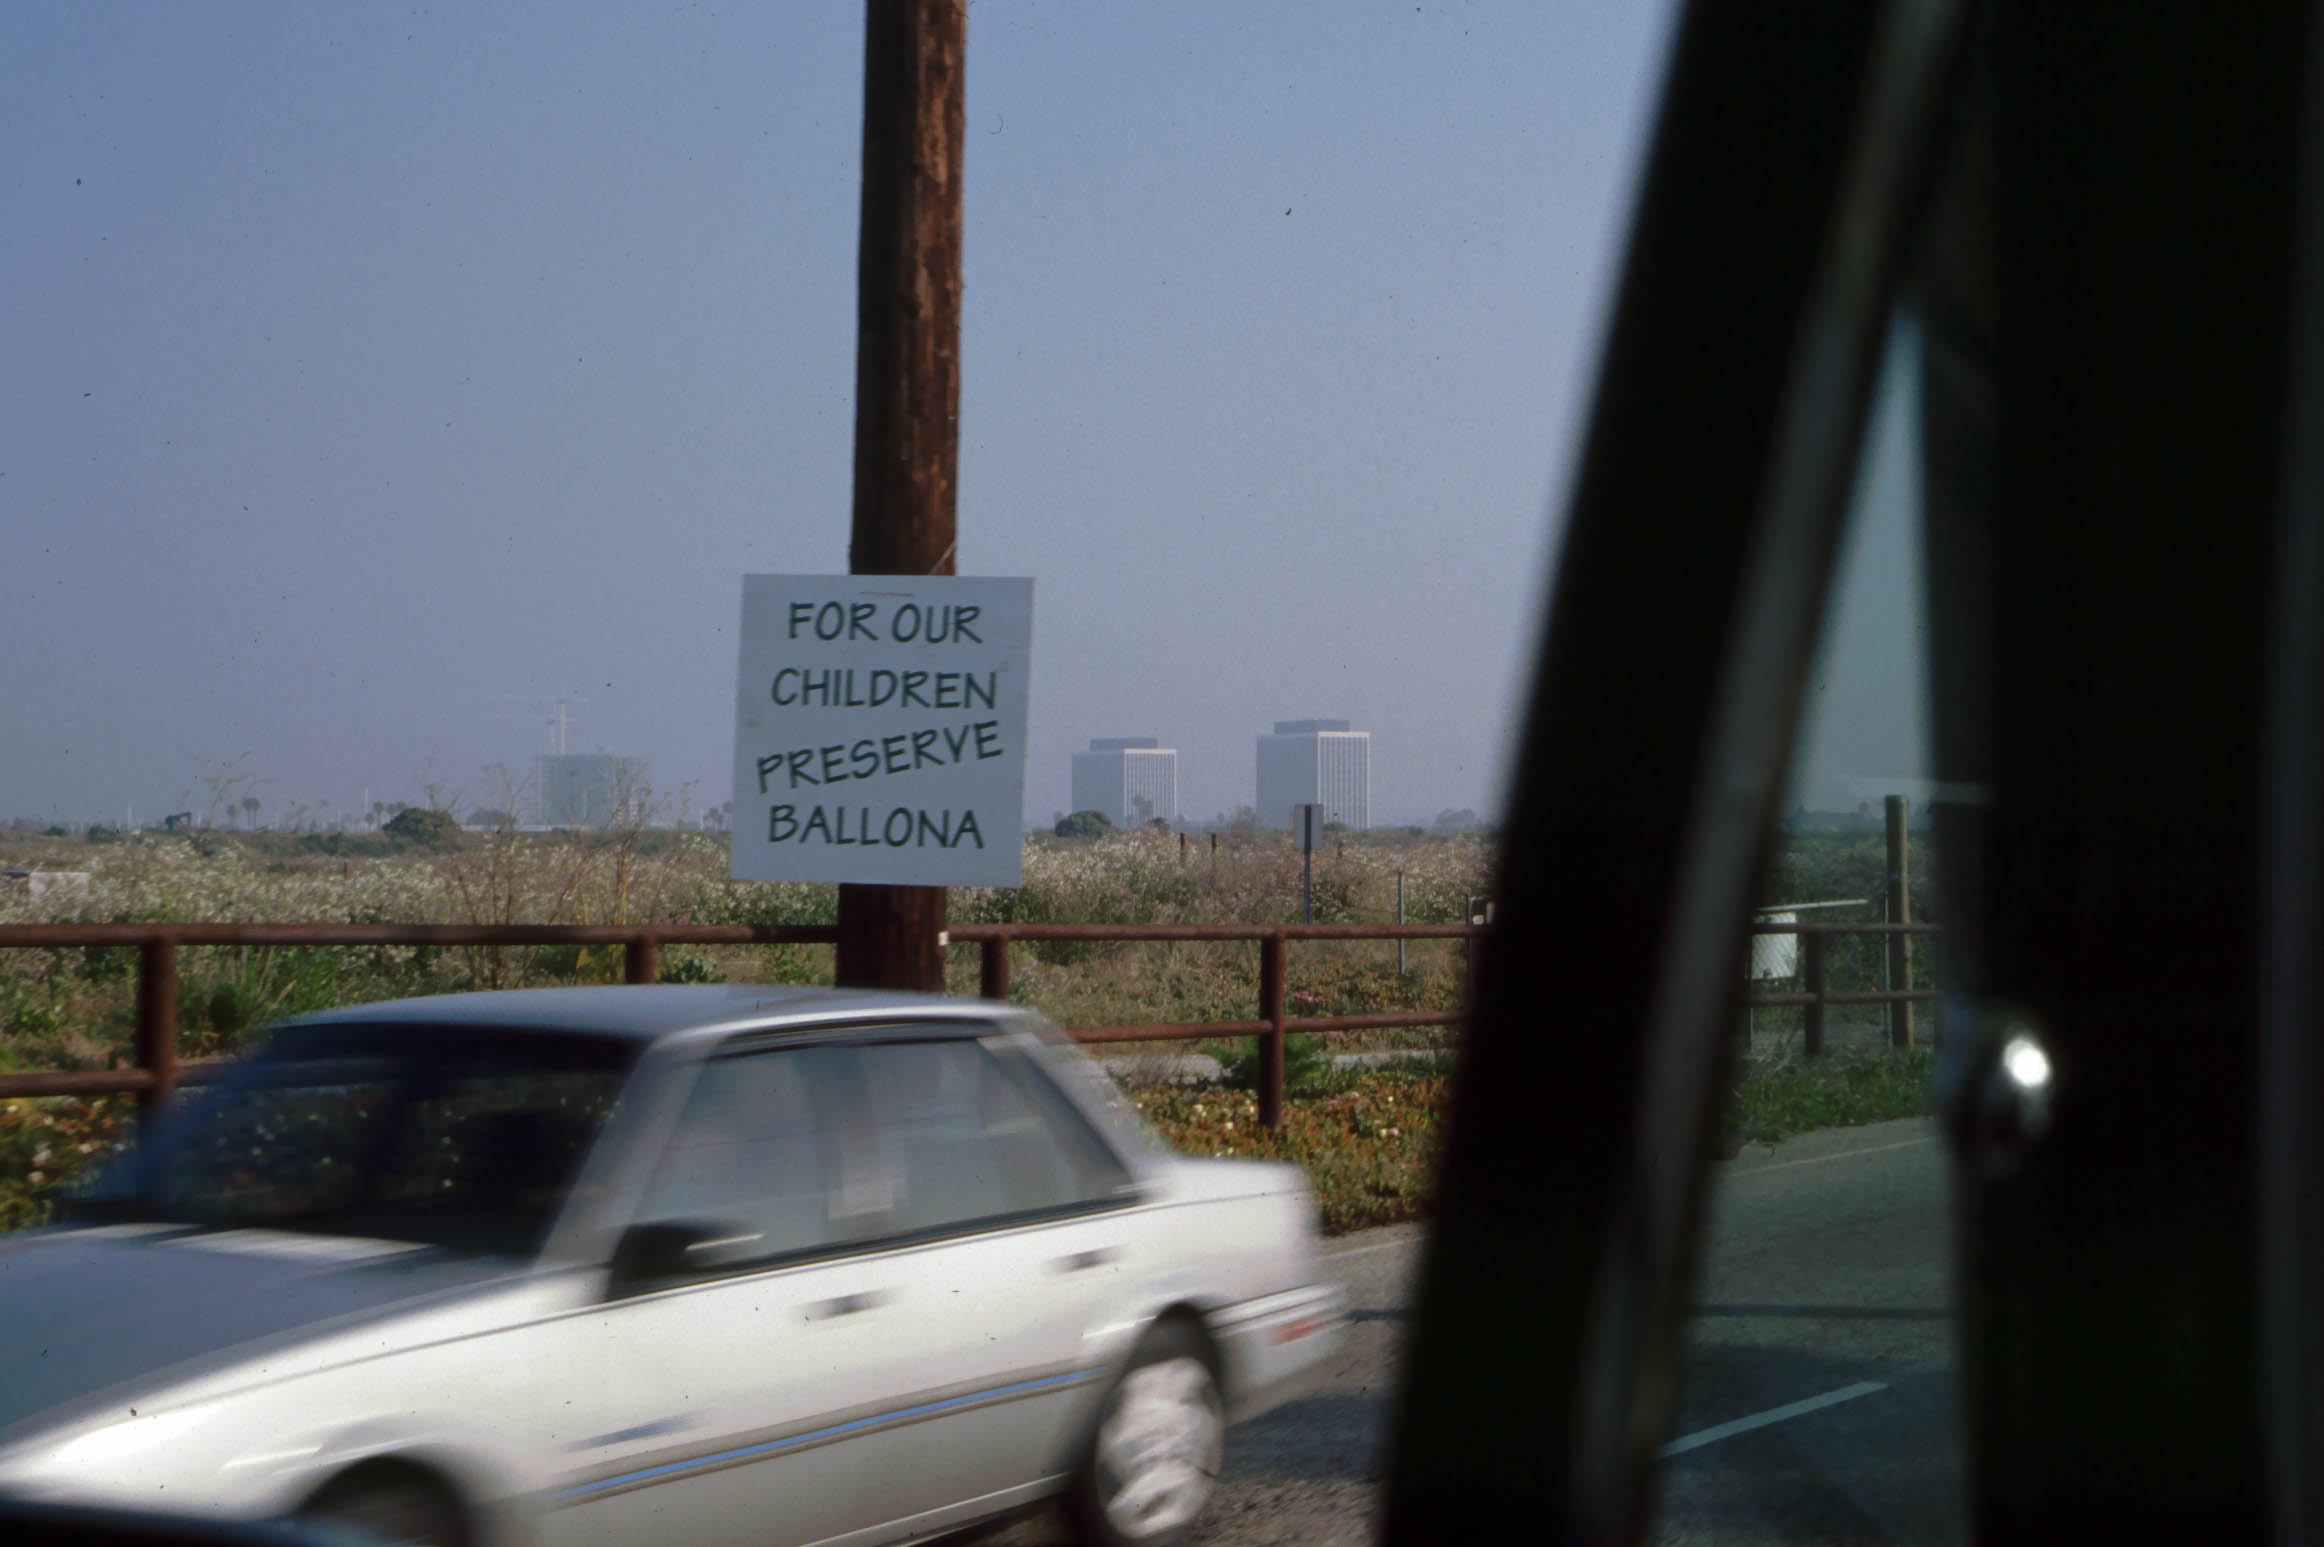 FOR OUR
CHILDREN
PRESERVE
BALLONA